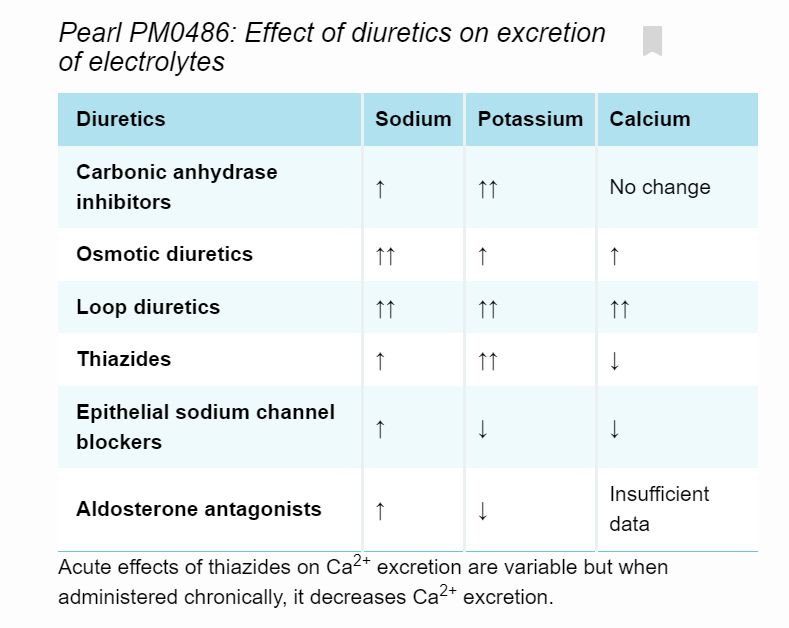 Pearl PM0486: Effect of diuretics on excretion
of electrolytes
Diuretics Sodium Potassium Calcium
Carbonic anhydrase
inhibitors ↑ ↑↑ No change
Osmotic diuretics ↑↑ ↑ ↑
Loop diuretics ↑↑ ↑↑ ↑↑
Thiazides ↑ ↑↑ ↓
Epithelial sodium channel
blockers ↑ ↓ ↓
Aldosterone antagonists ↑ ↓ Insufficient
data
Acute effects of thiazides on Ca²⁺ excretion are variable but when
administered chronically, it decreases Ca²⁺ excretion.